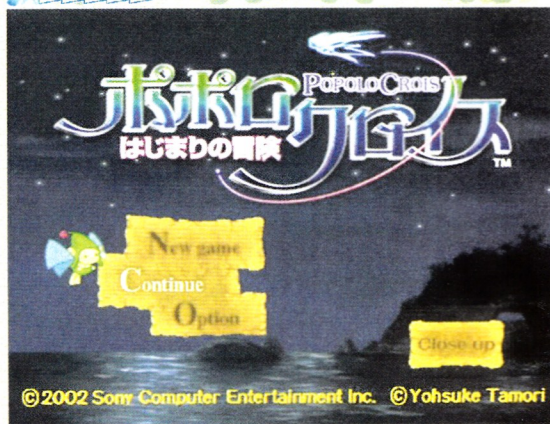 ポポロクロイス
POPOLOCROIS
はじまりの冒険
TM
New game
Continue
Option
Close up
©2002 Sony Computer Entertainment Inc. ©Yohsuke Tamori